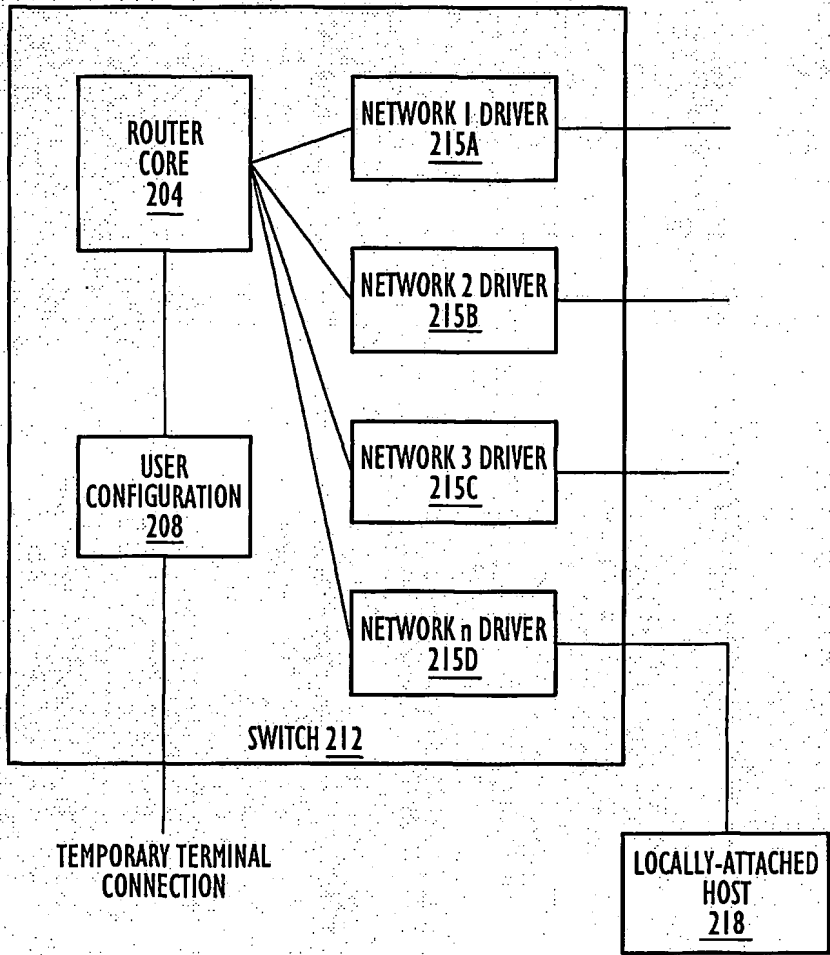 ROUTER
CORE
204
NETWORK 1 DRIVER
215A
NETWORK 2 DRIVER
215B
USER
CONFIGURATION
208
NETWORK 3 DRIVER
215C
NETWORK n DRIVER
215D
SWITCH 212
TEMPORARY TERMINAL
CONNECTION
LOCALLY-ATTACHED
HOST
218